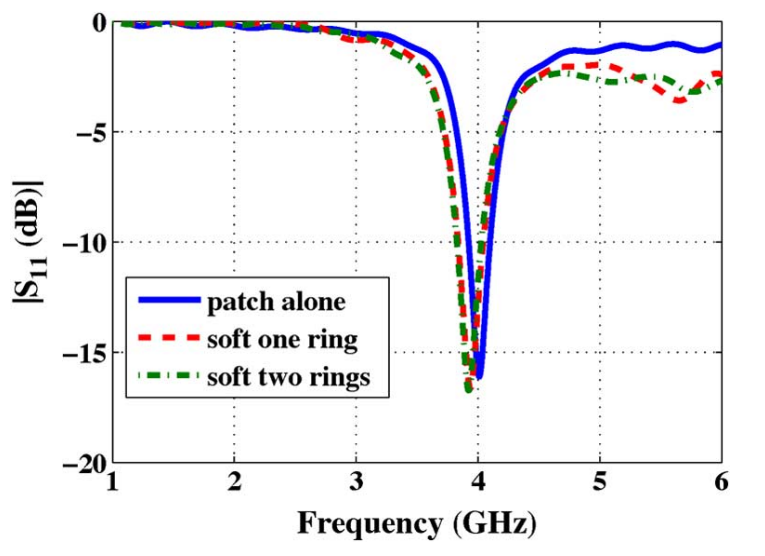 |S11 (dB)|
0
−5
−10
−15
−20
patch alone
soft one ring
soft two rings
1 2 3 4 5 6
Frequency (GHz)